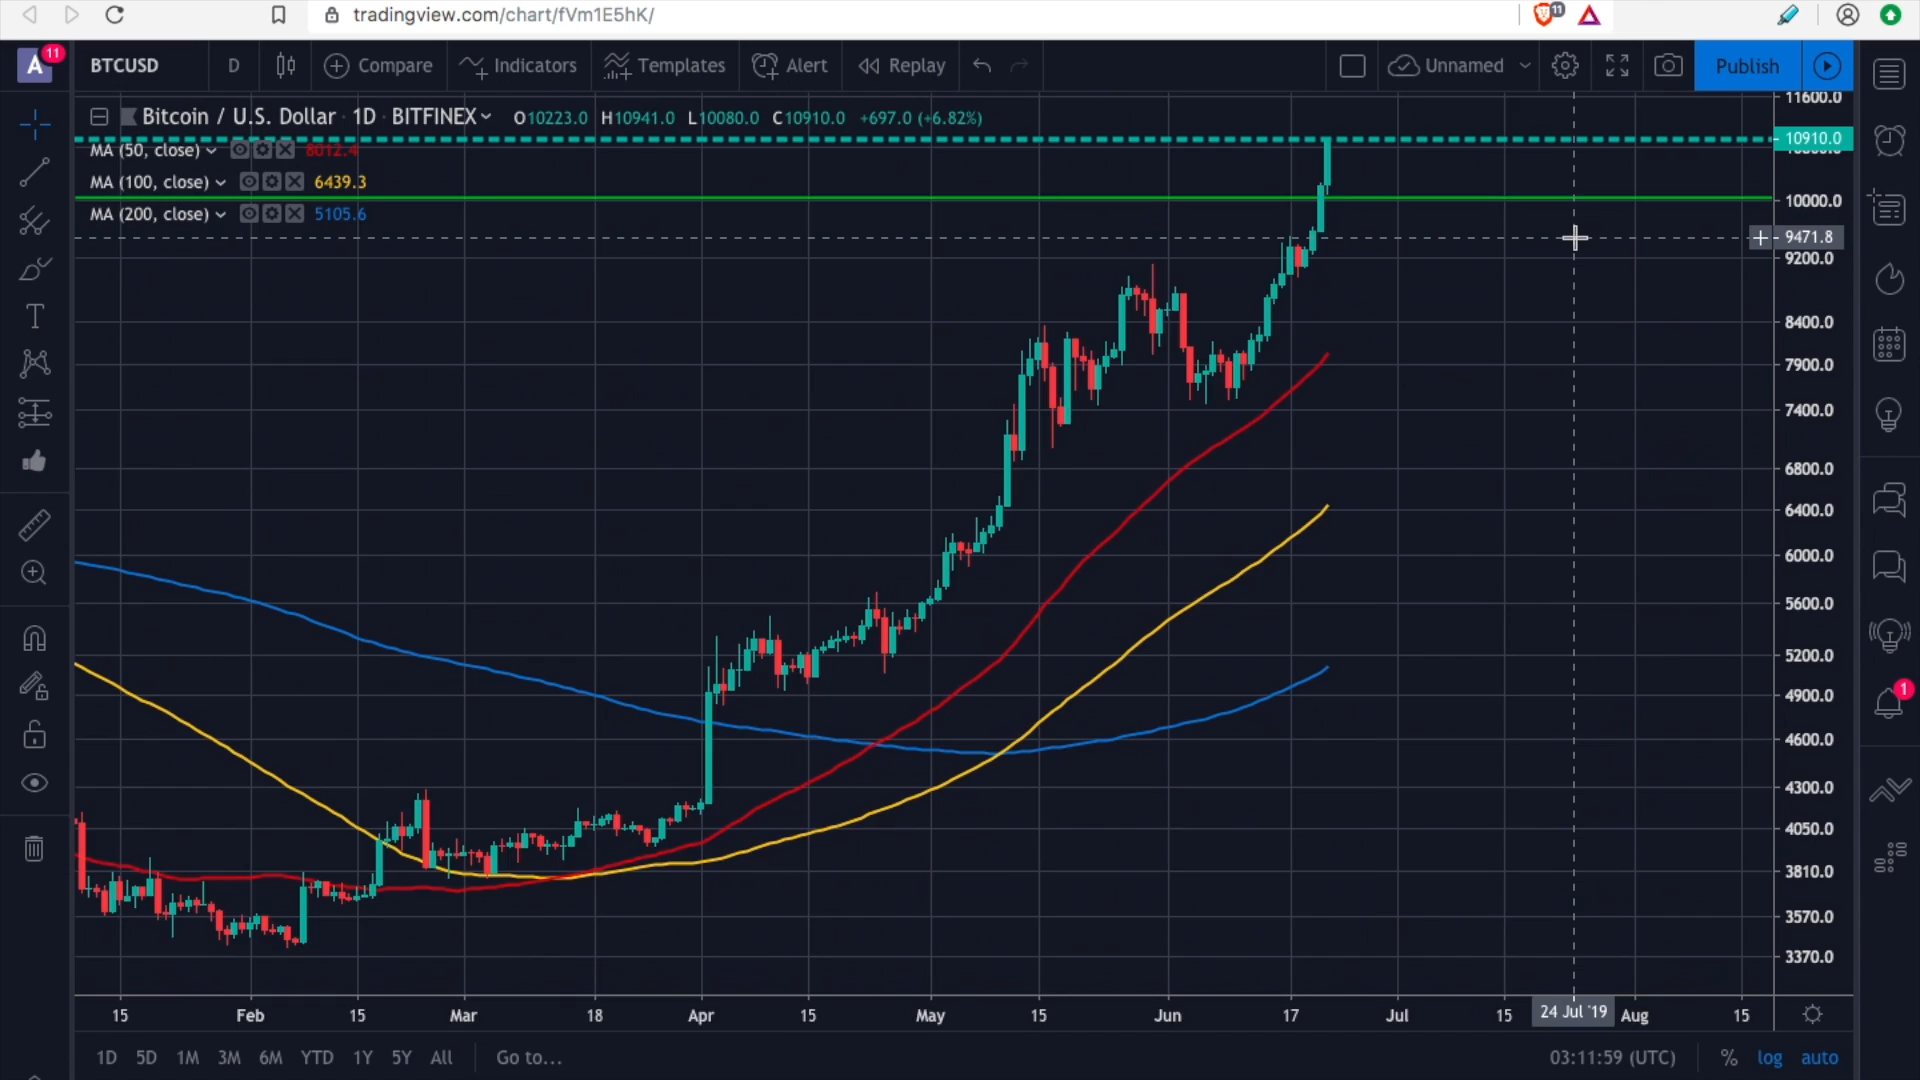 tradingview.com/chart/fVm1E5hK/
11
A 11 BTCUSD D Compare Indicators Templates Alert Replay Unnamed Publish
Bitcoin / U.S. Dollar · 1D · BITFINEX O10223.0 H10941.0 L10080.0 C10910.0 +697.0 (+6.82%)
MA (50, close) 8012.4
MA (100, close) 6439.3
MA (200, close) 5105.6
11600.0
10910.0
10000.0
9471.8
9200.0
8400.0
7900.0
7400.0
6800.0
6400.0
6000.0
5600.0
5200.0
4900.0
1
4600.0
4300.0
4050.0
3810.0
3570.0
3370.0
15 Feb 15 Mar 18 Apr 15 May 15 Jun 17 Jul 15 24 Jul '19 Aug 15
1D 5D 1M 3M 6M YTD 1Y 5Y All Go to... 03:11:59 (UTC) % log auto